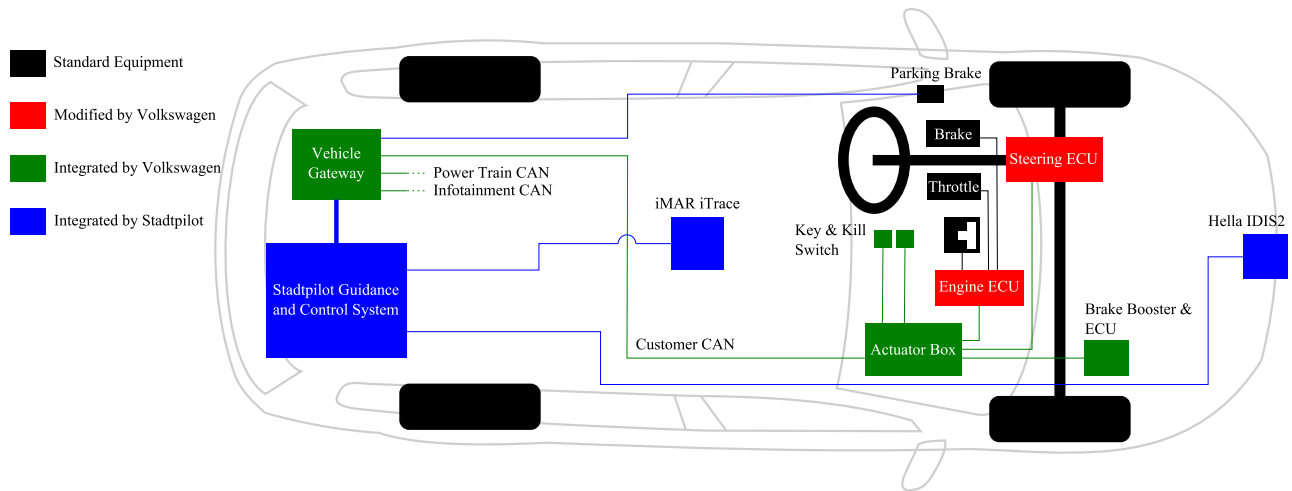 Standard Equipment
Modified by Volkswagen
Integrated by Volkswagen
Integrated by Stadtpilot
Vehicle
Gateway
Power Train CAN
Infotainment CAN
Stadtpilot Guidance
and Control System
iMAR iTrace
Customer CAN
Parking Brake
Brake
Throttle
Steering ECU
Key & Kill
Switch
Engine ECU
Actuator Box
Brake Booster &
ECU
Hella IDIS2